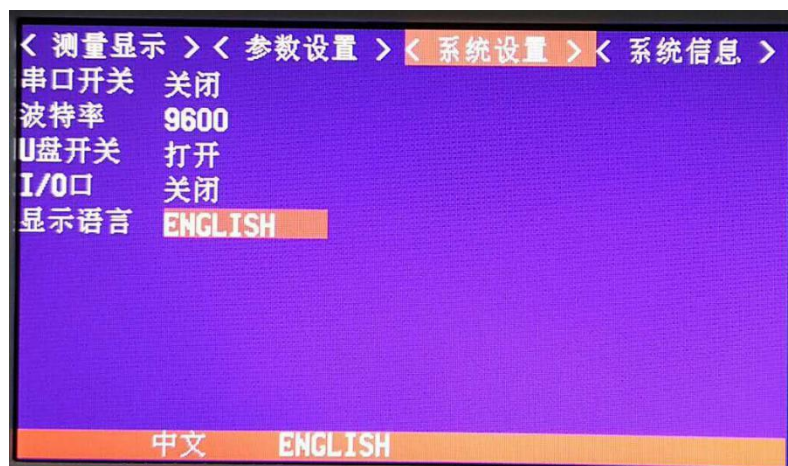 < 测量显示 > < 参数设置 > < 系统设置 > < 系统信息 >
串口开关 关闭
波特率 9600
U盘开关 打开
I/O口 关闭
显示语言 ENGLISH
中文 ENGLISH